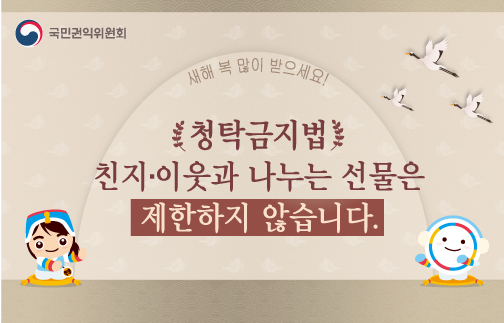 국민권익위원회
새해 복 많이 받으세요!
청탁금지법
친지·이웃과 나누는 선물은
제한하지 않습니다.